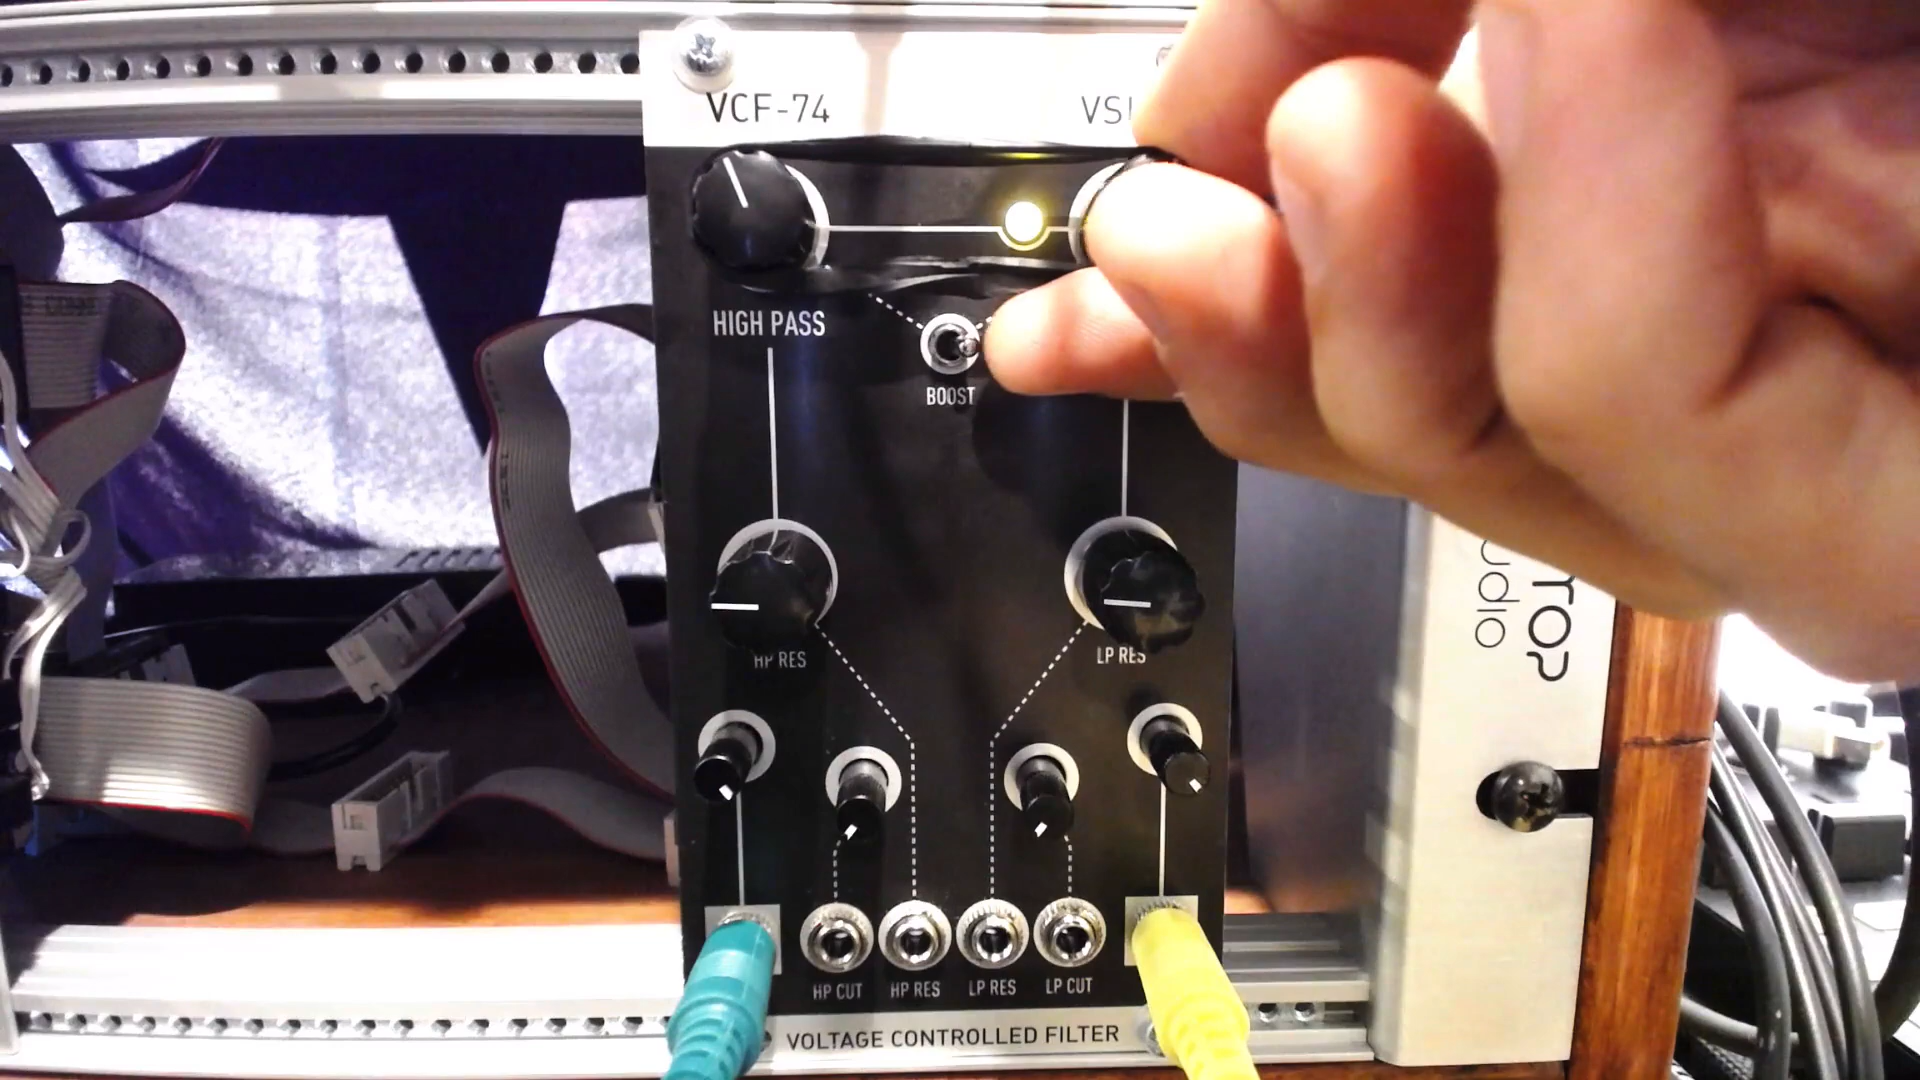 VCF-74
HIGH PASS
BOOST
HP RES
LP RES
HP CUT
HP RES
LP RES
LP CUT
VOLTAGE CONTROLLED FILTER